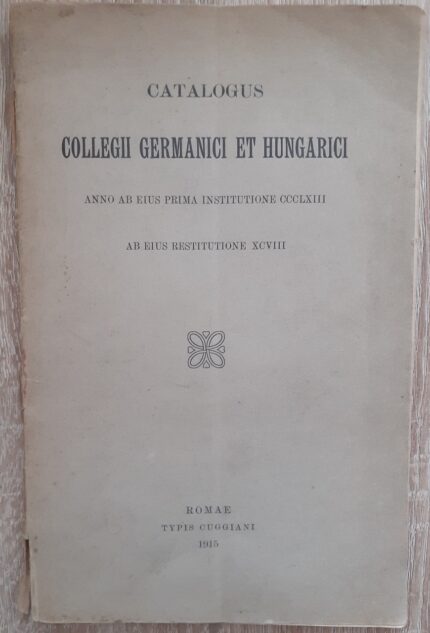 CATALOGUS
COLLEGII GERMANICI ET HUNGARICI
ANNO AB EIUS PRIMA INSTITUTIONE CCCLXIII
AB EIUS RESTITUTIONE XCVIII
ROMAE
TYPIS CUGGIANI
1915